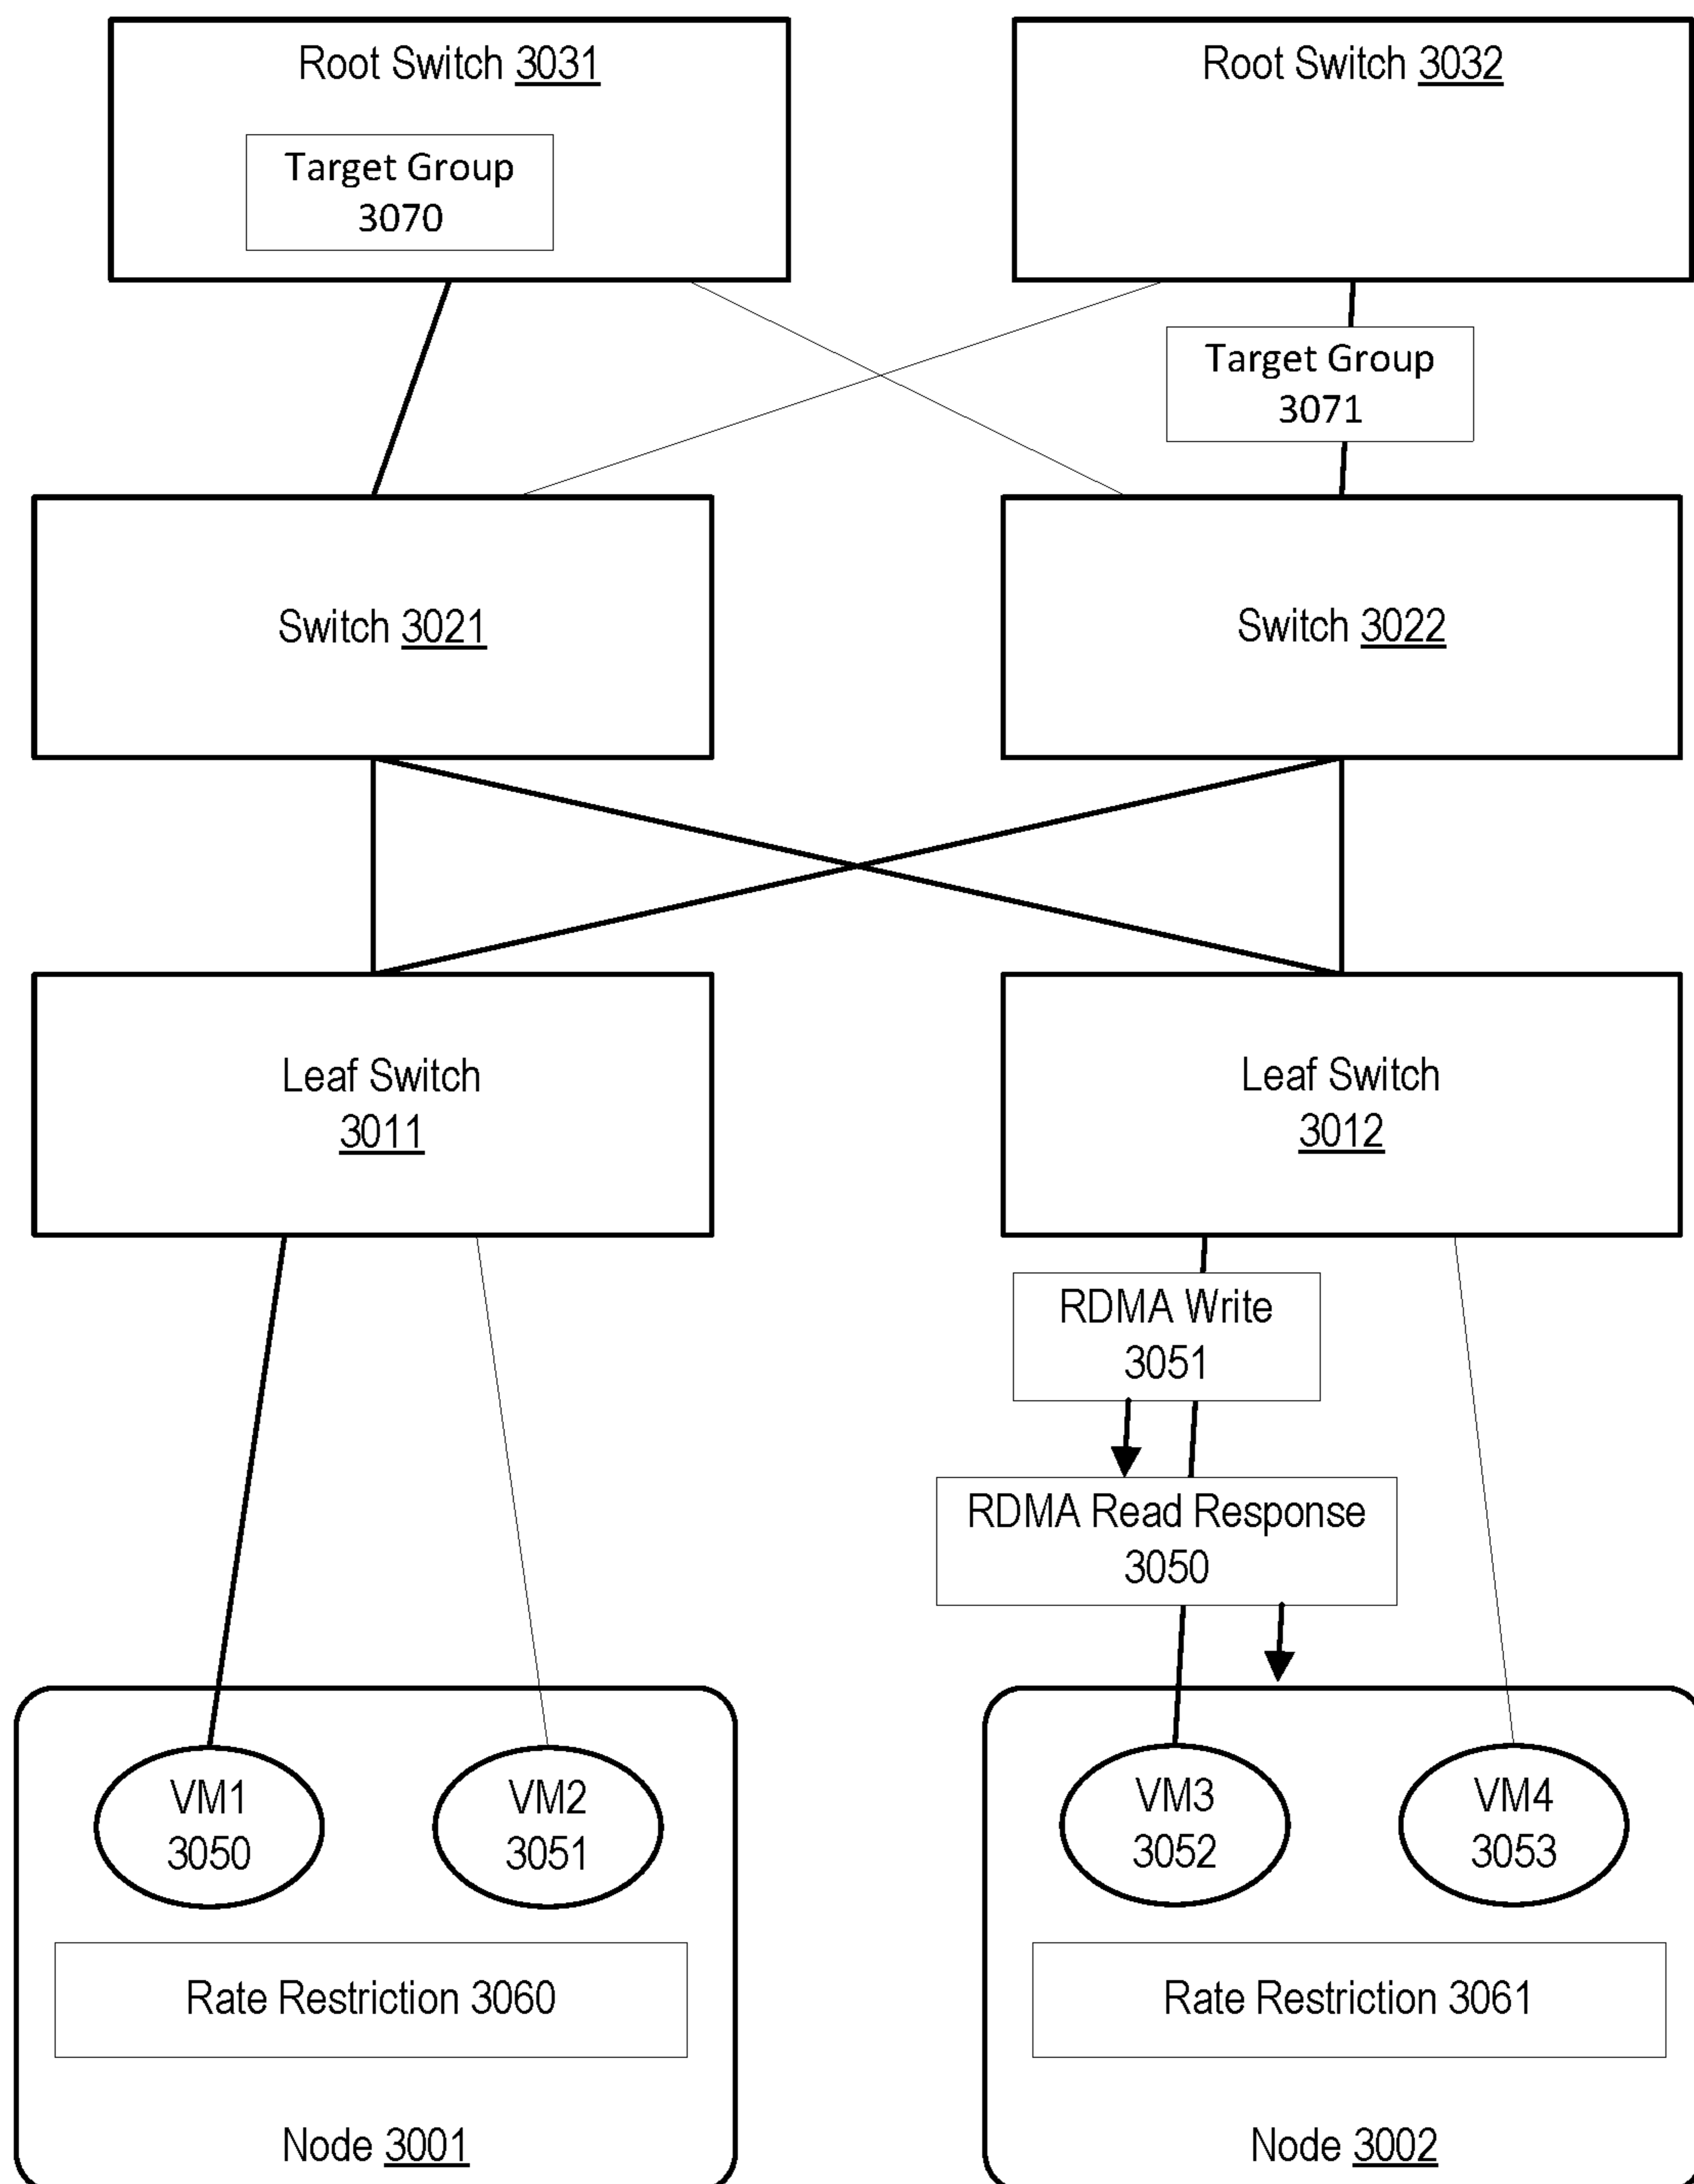 Root Switch 3031
Root Switch 3032
Target Group
3070
Target Group
3071
Switch 3021
Switch 3022
Leaf Switch
3011
Leaf Switch
3012
RDMA Write
3051
RDMA Read Response
3050
VM1
3050
VM2
3051
VM3
3052
VM4
3053
Rate Restriction 3060
Rate Restriction 3061
Node 3001
Node 3002